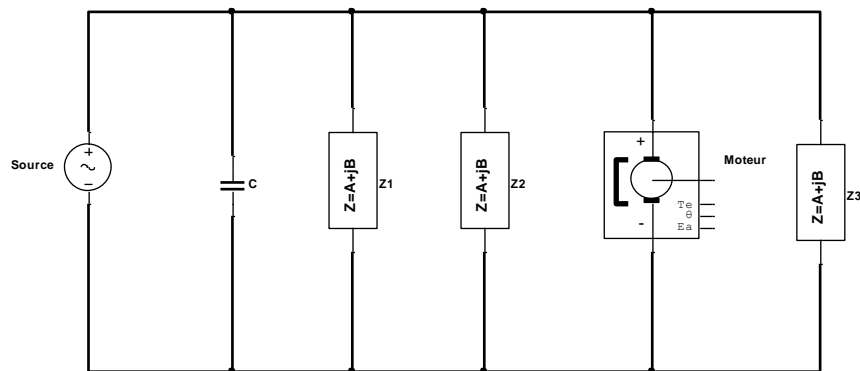 Source
+
−
C
Z=A+jB
Z1
Z=A+jB
Z2
+
-
Moteur
Te
Φ
Ea
Z=A+jB
Z3